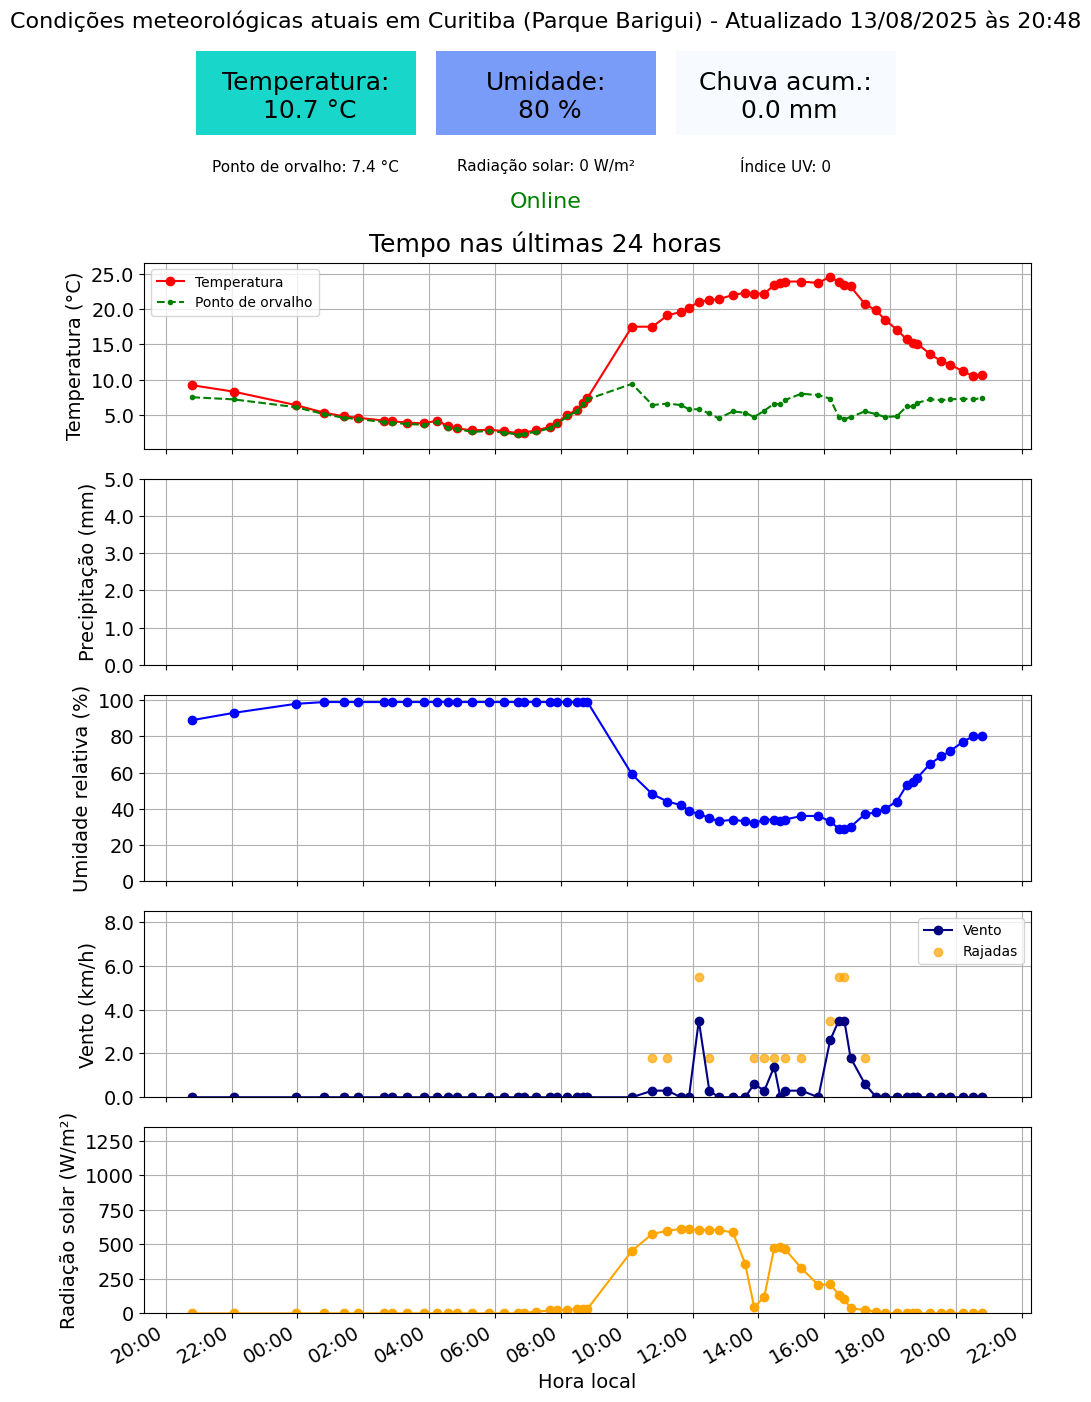 Condições meteorológicas atuais em Curitiba (Parque Barigui) - Atualizado 13/08/2025 às 20:48
Temperatura:
10.7 °C
Umidade:
80 %
Chuva acum.:
0.0 mm
Ponto de orvalho: 7.4 °C
Radiação solar: 0 W/m²
Índice UV: 0
Online
Tempo nas últimas 24 horas
Temperatura (°C)
25.0
20.0
15.0
10.0
5.0
Temperatura
Ponto de orvalho
Precipitação (mm)
5.0
4.0
3.0
2.0
1.0
0.0
Umidade relativa (%)
100
80
60
40
20
0
Vento (km/h)
8.0
6.0
4.0
2.0
0.0
Vento
Rajadas
Radiação solar (W/m²)
1250
1000
750
500
250
0
20:00
22:00
00:00
02:00
04:00
06:00
08:00
10:00
12:00
14:00
16:00
18:00
20:00
22:00
Hora local